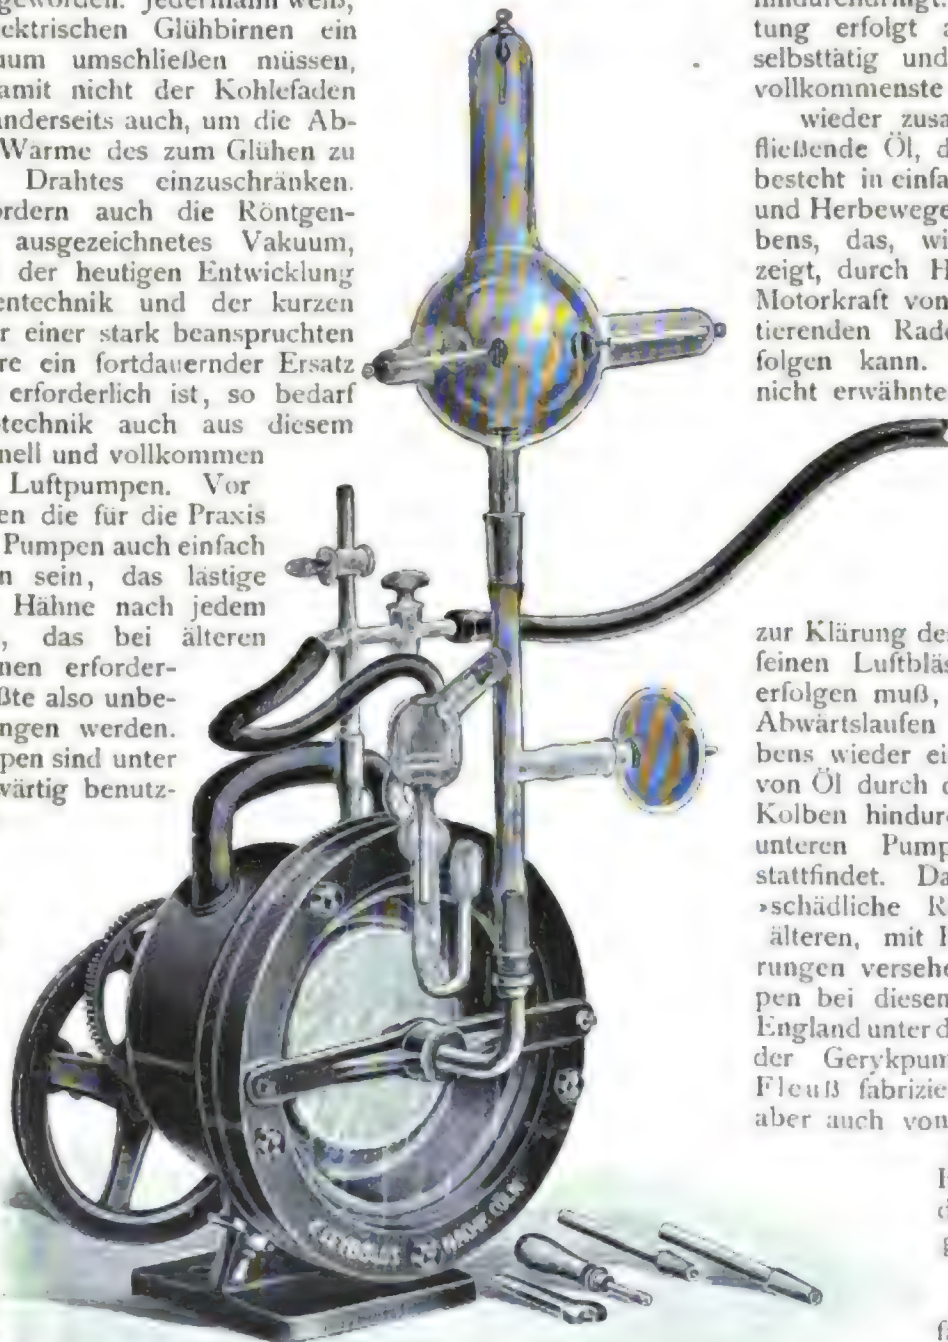 geworden. Jedermann weiß,
ektrischen Glühbirnen ein
um umschließen müssen,
amit nicht der Kohlefaden
anderseits auch, um die Ab-
Wärme des zum Glühen zu
Drahtes einzuschränken.
ordern auch die Röntgen-
ausgezeichnetes Vakuum,
der heutigen Entwicklung
entechnik und der kurzen
r einer stark beanspruchten
re ein fortdauernder Ersatz
erforderlich ist, so bedarf
technik auch aus diesem
nell und vollkommen
Luftpumpen. Vor
en die für die Praxis
Pumpen auch einfach
n sein, das lästige
Hähne nach jedem
, das bei älteren
nen erforder-
ßte also unbe-
ngen werden.
pen sind unter
wärtig benutz-
tung erfolgt a
selbsttätig und
vollkommenste
wieder zusa
fließende Öl, d
besteht in einfa
und Herbewege
bens, das, wi
zeigt, durch H
Motorkraft von
tierenden Rad
folgen kann.
nicht erwähnte
zur Klärung de
feinen Luftbläs
erfolgen muß,
Abwärtslaufen
bens wieder ei
von Öl durch d
Kolben hindur
unteren Pump
stattfindet. Da
»schädliche R
älteren, mit H
rungen versehe
pen bei diesen
England unter d
der Gerykpum
Fleuß fabrizie
aber auch von
g